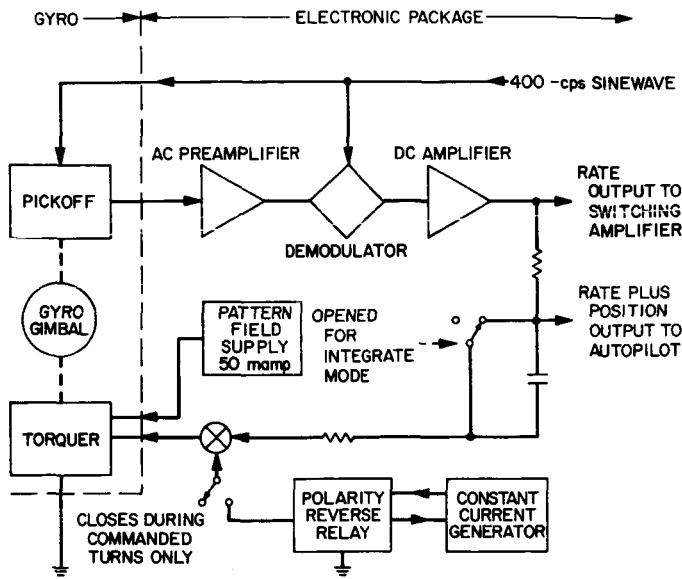 GYRO
ELECTRONIC PACKAGE
400-cps SINEWAVE
AC PREAMPLIFIER
DC AMPLIFIER
PICKOFF
DEMODULATOR
RATE
OUTPUT TO
SWITCHING
AMPLIFIER
GYRO
GIMBAL
PATTERN
FIELD
SUPPLY
50 mamp
OPENED
FOR
INTEGRATE
MODE
RATE PLUS
POSITION
OUTPUT TO
AUTOPILOT
TORQUER
CLOSES DURING
COMMANDED
TURNS ONLY
POLARITY
REVERSE
RELAY
CONSTANT
CURRENT
GENERATOR